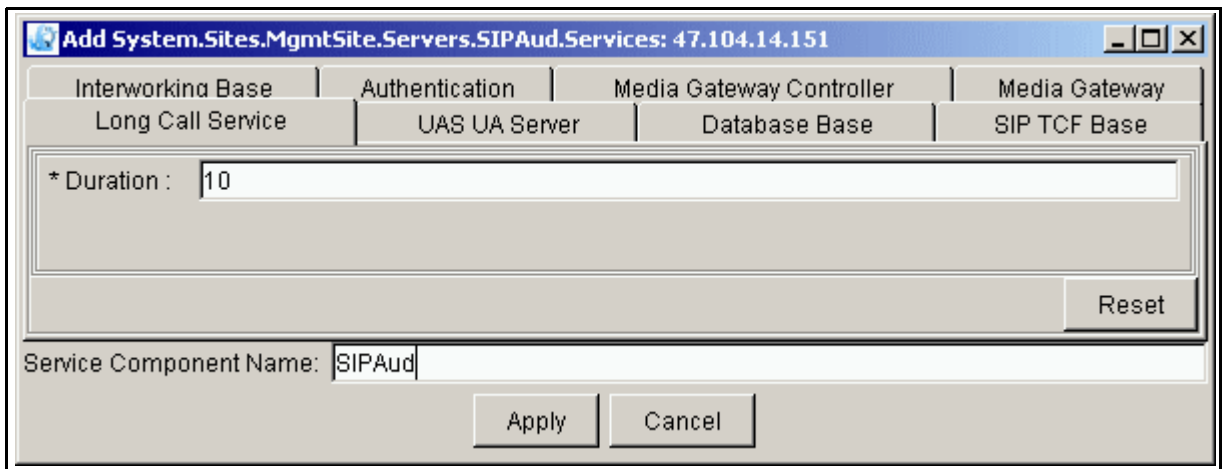 Add System.Sites.MgmtSite.Servers.SIPAud.Services: 47.104.14.151
Interworking Base Authentication Media Gateway Controller Media Gateway
Long Call Service UAS UA Server Database Base SIP TCF Base
* Duration : 10
Reset
Service Component Name: SIPAud
Apply Cancel